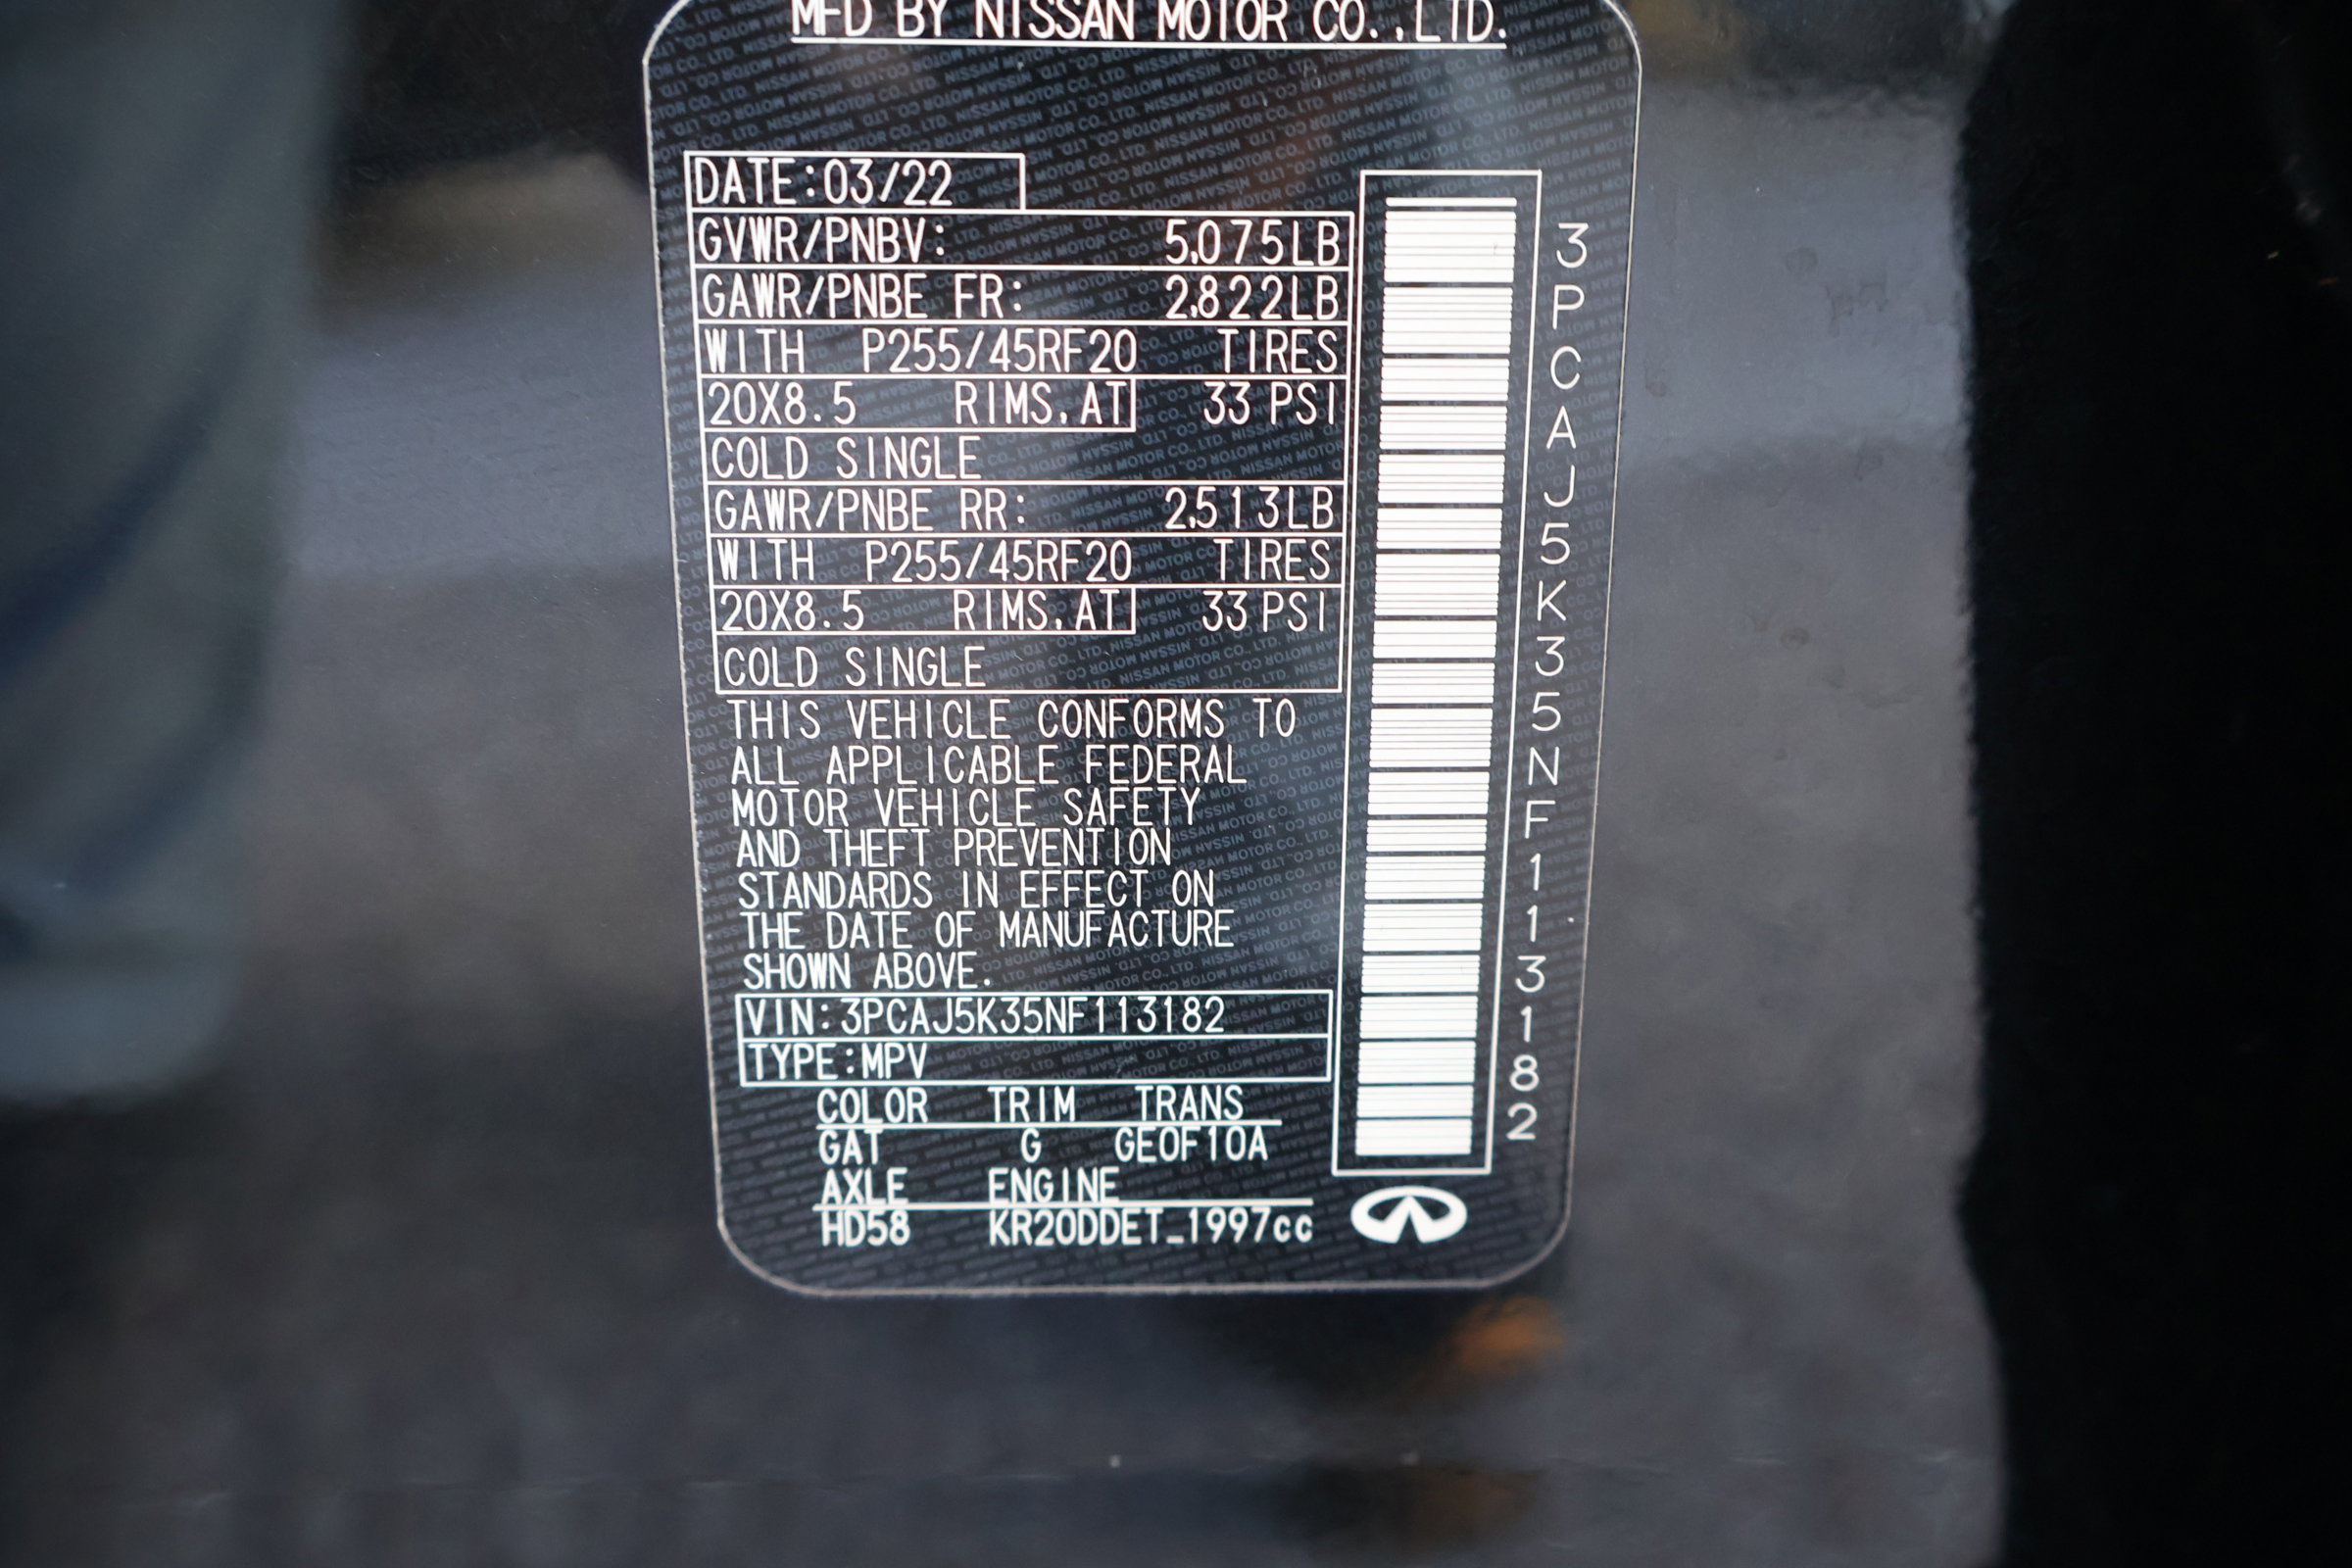 MFD BY NISSAN MOTOR CO.,LTD.
DATE:03/22
GVWR/PNBV: 5,075LB
GAWR/PNBE FR: 2,822LB
WITH P255/45RF20 TIRES
20X8.5 RIMS,AT 33 PSI
COLD SINGLE
GAWR/PNBE RR: 2,513LB
WITH P255/45RF20 TIRES
20X8.5 RIMS,AT 33 PSI
COLD SINGLE
THIS VEHICLE CONFORMS TO
ALL APPLICABLE FEDERAL
MOTOR VEHICLE SAFETY
AND THEFT PREVENTION
STANDARDS IN EFFECT ON
THE DATE OF MANUFACTURE
SHOWN ABOVE.
VIN:3PCAJ5K35NF113182
TYPE:MPV
COLOR TRIM TRANS
GAT G GE0F10A
AXLE ENGINE
HD58 KR20DDET_1997cc
3PCAJ5K35NF113182